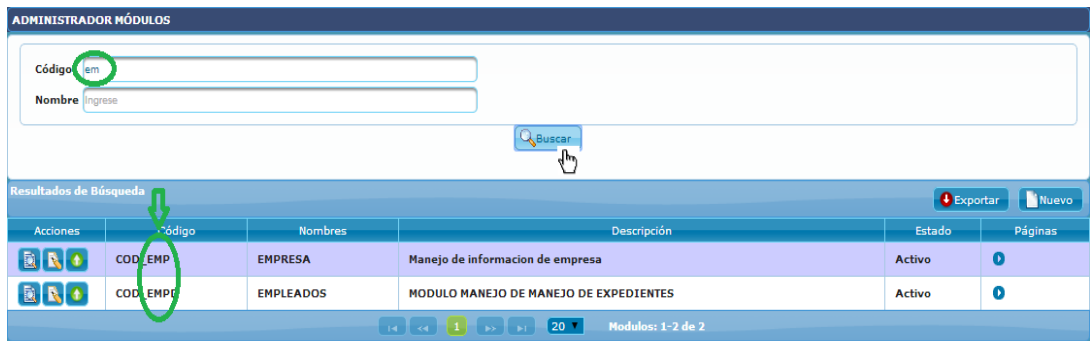 ADMINISTRADOR MÓDULOS
Código em
Nombre Ingrese
Buscar
Resultados de Búsqueda Exportar Nuevo
Acciones Código Nombres Descripción Estado Páginas
COD_EMP EMPRESA Manejo de informacion de empresa Activo
COD_EMPL EMPLEADOS MODULO MANEJO DE MANEJO DE EXPEDIENTES Activo
1 20 Modulos: 1-2 de 2